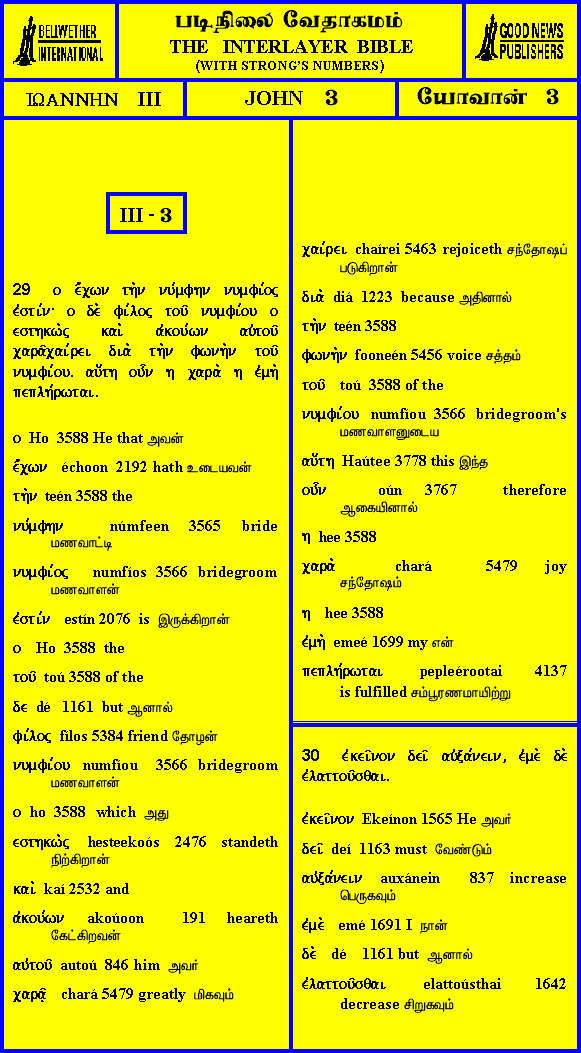 BELLWETHER
INTERNATIONAL
படிநிலை வேதாகமம்
THE INTERLAYER BIBLE
(WITH STRONG'S NUMBERS)
GOOD NEWS
PUBLISHERS
ΙΩΑΝΝΗΝ III
JOHN 3
யோவான் 3
III - 3
29 ο ἔχων τὴν νύμφην νυμφίος
ἐστίν· ο δὲ φίλος τοῦ νυμφίου ο
εστηκὼς καὶ ἀκούων αὐτοῦ
χαρᾷχαίρει διὰ τὴν φωνὴν τοῦ
νυμφίου. αὕτη οὖν η χαρὰ η ἐμὴ
πεπλήρωται.
ο Ho 3588 He that அவன்
ἔχων échoon 2192 hath உடையவன்
τὴν teén 3588 the
νύμφην númfeen 3565 bride
மணவாட்டி
νυμφίος numfíos 3566 bridegroom
மணவாளன்
ἐστίν estín 2076 is இருக்கிறான்
ο Ho 3588 the
τοῦ toú 3588 of the
δε dé 1161 but ஆனால்
φίλος fílos 5384 friend தோழன்
νυμφίου numfíou 3566 bridegroom
மணவாளன்
ο ho 3588 which அது
εστηκὼς hesteekoós 2476 standeth
நிற்கிறான்
καὶ kaí 2532 and
ἀκούων akoúoon 191 heareth
கேட்கிறவன்
αὐτοῦ autoú 846 him அவர்
χαρᾷ chará 5479 greatly மிகவும்
χαίρει chaírei 5463 rejoiceth சந்தோஷப்
படுகிறான்
διὰ diá 1223 because அதினால்
τὴν teén 3588
φωνὴν fooneén 5456 voice சத்தம்
τοῦ toú 3588 of the
νυμφίου numfíou 3566 bridegroom's
மணவாளனுடைய
αὕτη Haútee 3778 this இந்த
οὖν oún 3767 therefore
ஆகையினால்
η hee 3588
χαρὰ chará 5479 joy
சந்தோஷம்
η hee 3588
ἐμὴ emeé 1699 my என்
πεπλήρωται pepleérootai 4137
is fulfilled சம்பூரணமாயிற்று
30 ἐκεῖνον δεῖ αὐξάνειν, ἐμὲ δὲ
ἐλαττοῦσθαι.
ἐκεῖνον Ekeínon 1565 He அவர்
δεῖ deí 1163 must வேண்டும்
αὐξάνειν auxánein 837 increase
பெருகவும்
ἐμὲ emé 1691 I நான்
δὲ dé 1161 but ஆனால்
ἐλαττοῦσθαι elattoústhai 1642
decrease சிறுகவும்